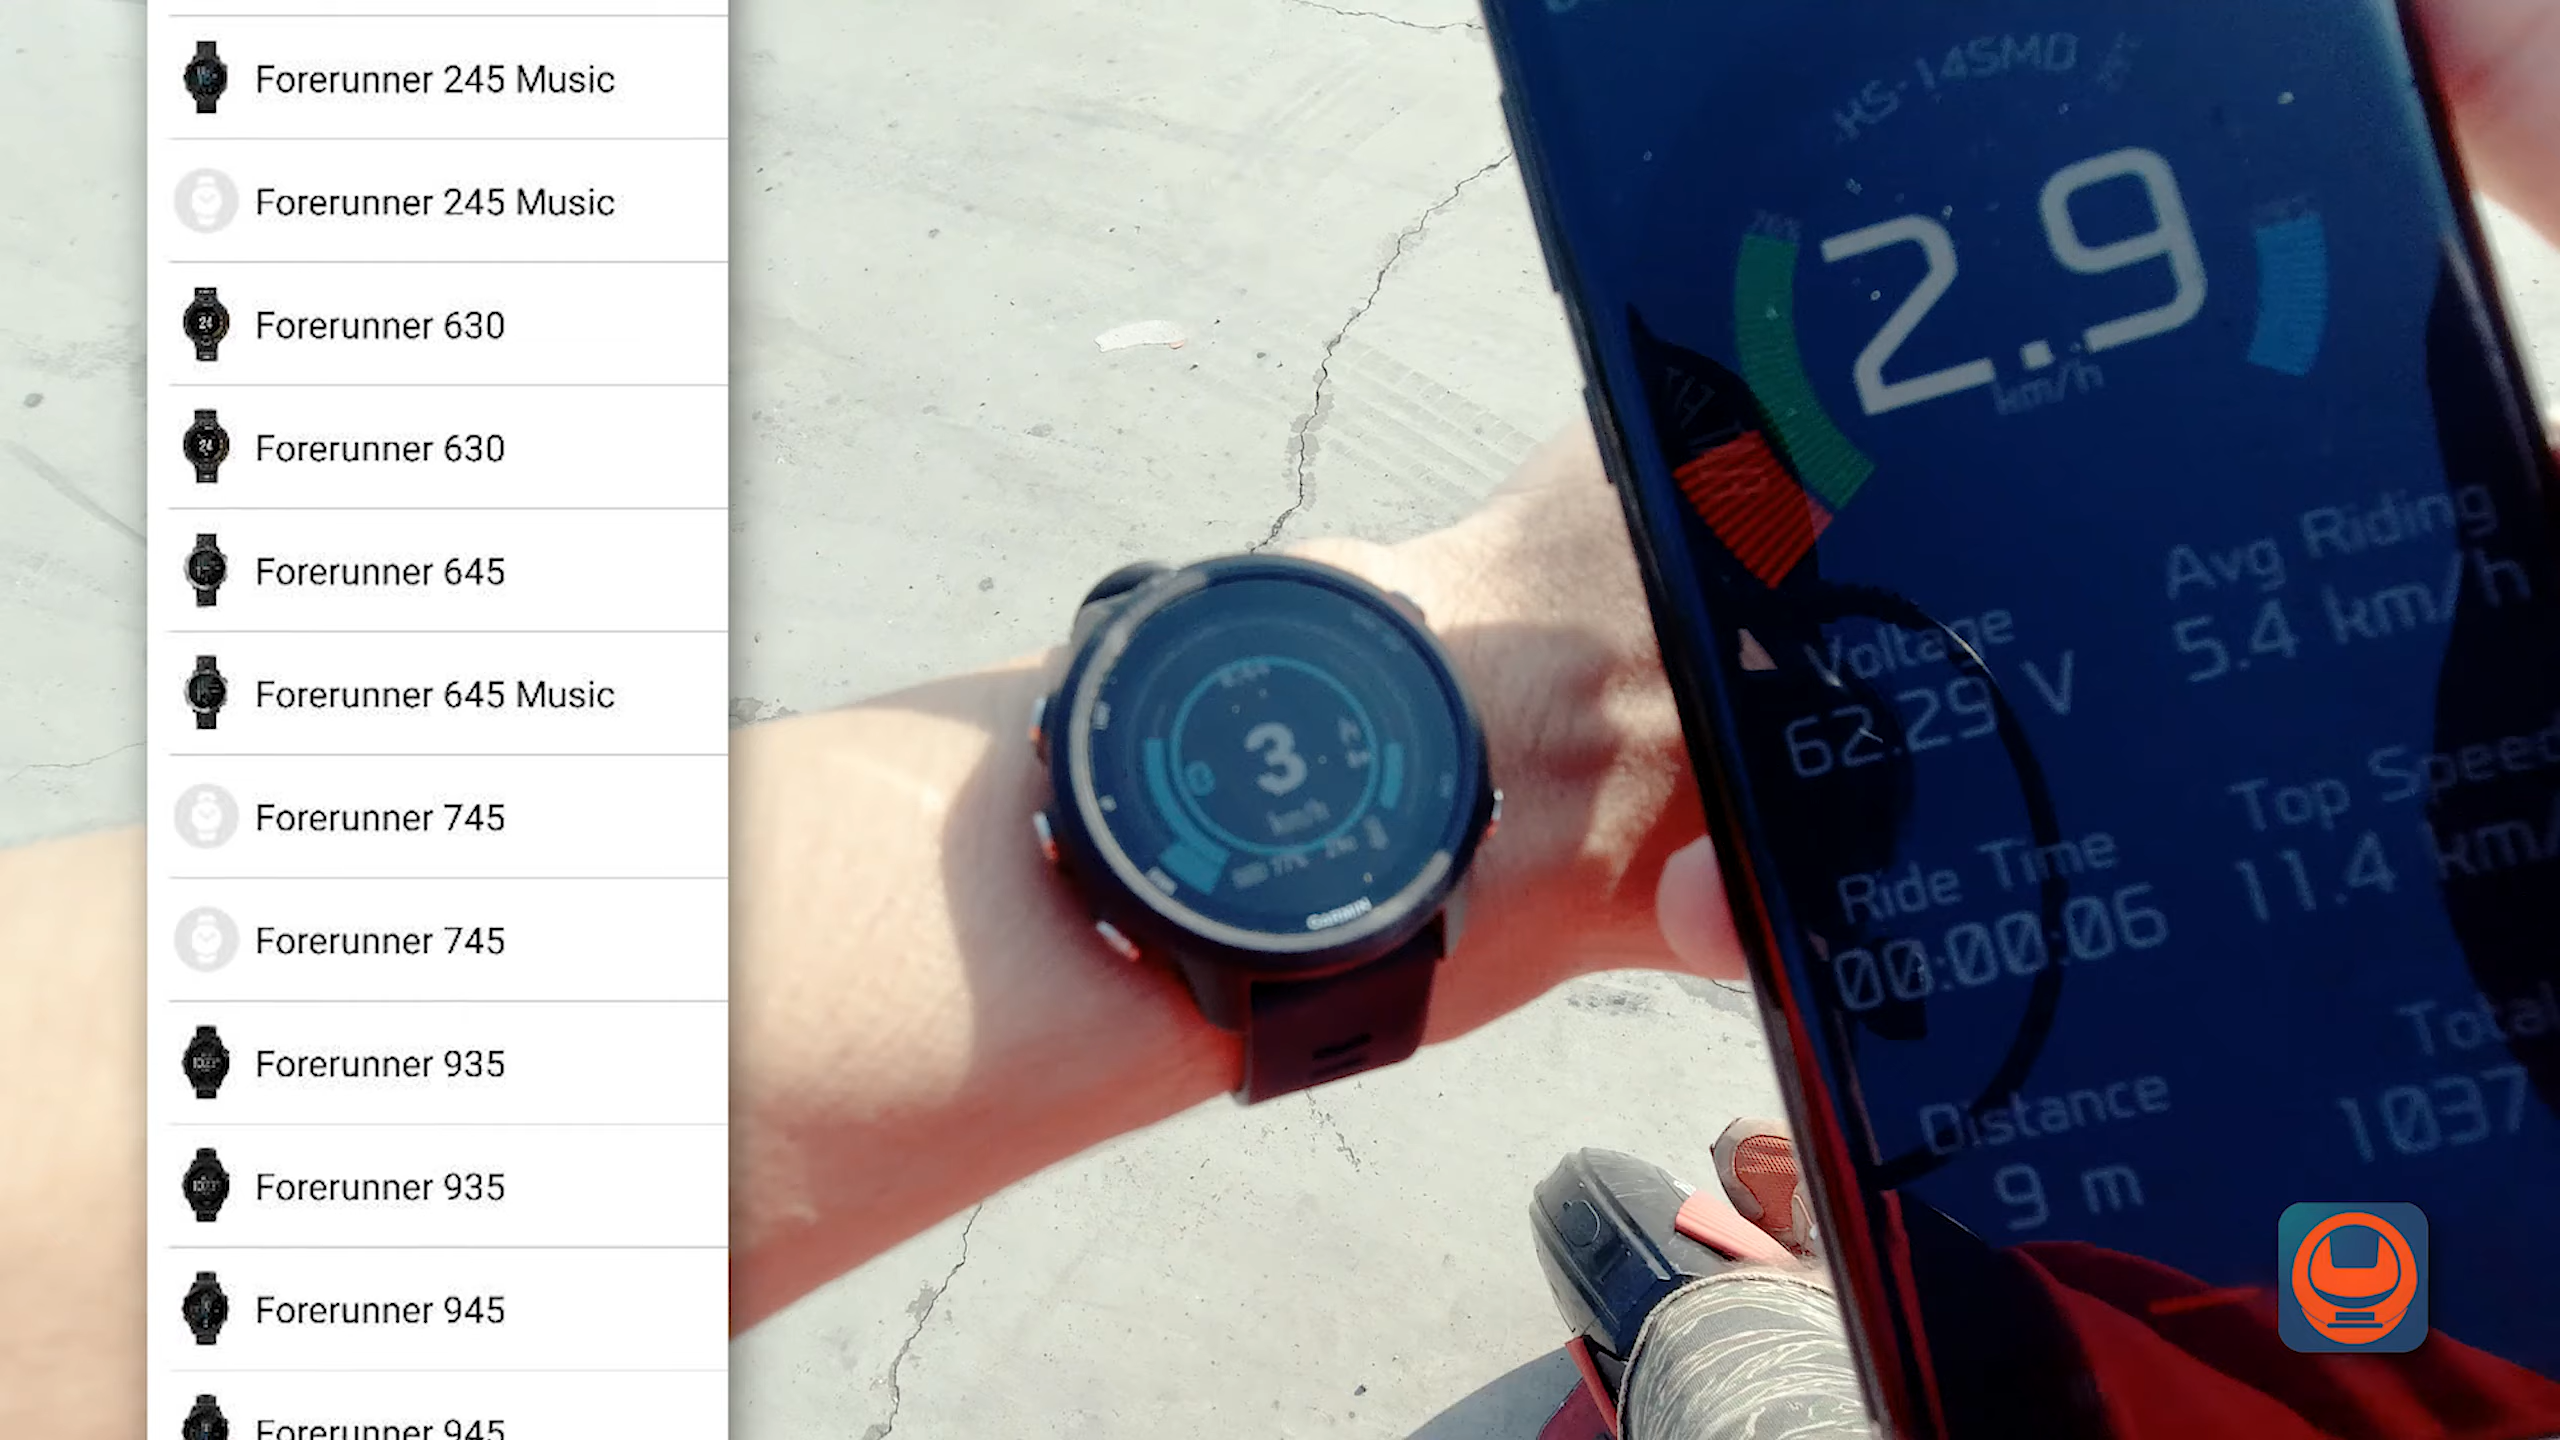 Forerunner 245 Music
Forerunner 245 Music
Forerunner 630
Forerunner 630
Forerunner 645
Forerunner 645 Music
Forerunner 745
Forerunner 745
Forerunner 935
Forerunner 935
Forerunner 945
Forerunner 945
3
km/h
GARMIN
KS-14SMD
2.9
km/h
Voltage
62.29 V
Avg Riding
5.4 km/h
Ride Time
00:00:06
Top Speed
11.4 km/
Distance
9 m
Total
1037